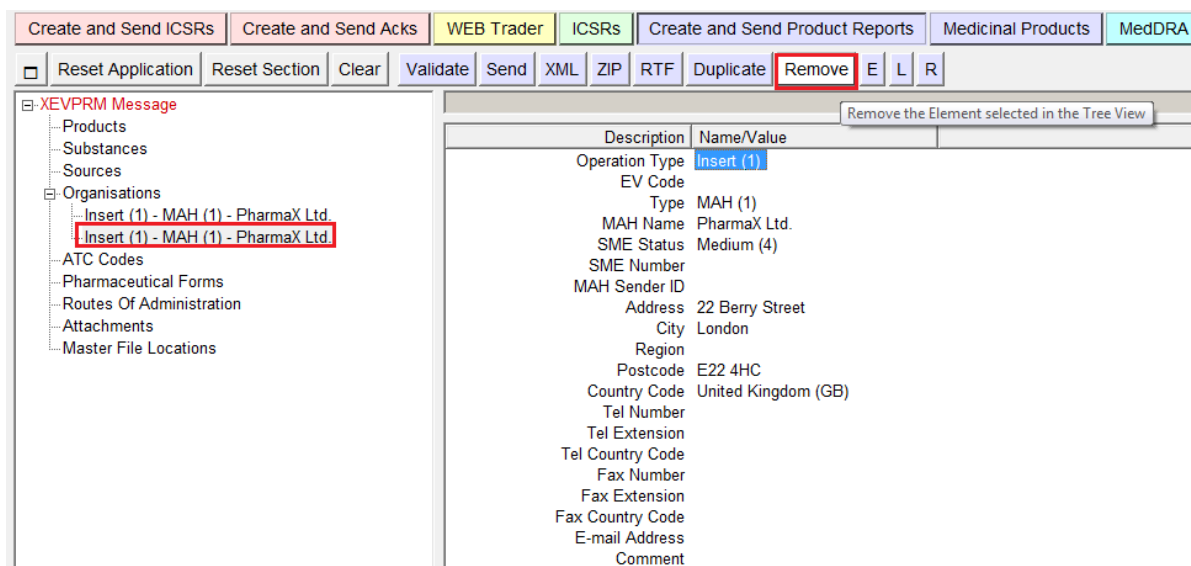 Create and Send ICSRs Create and Send Acks WEB Trader ICSRs Create and Send Product Reports Medicinal Products MedDRA
Reset Application Reset Section Clear Validate Send XML ZIP RTF Duplicate Remove E L R
Remove the Element selected in the Tree View
XEVPRM Message
Products
Substances
Sources
Organisations
Insert (1) - MAH (1) - PharmaX Ltd.
Insert (1) - MAH (1) - PharmaX Ltd.
ATC Codes
Pharmaceutical Forms
Routes Of Administration
Attachments
Master File Locations
Description Name/Value
Operation Type Insert (1)
EV Code
Type MAH (1)
MAH Name PharmaX Ltd.
SME Status Medium (4)
SME Number
MAH Sender ID
Address 22 Berry Street
City London
Region
Postcode E22 4HC
Country Code United Kingdom (GB)
Tel Number
Tel Extension
Tel Country Code
Fax Number
Fax Extension
Fax Country Code
E-mail Address
Comment